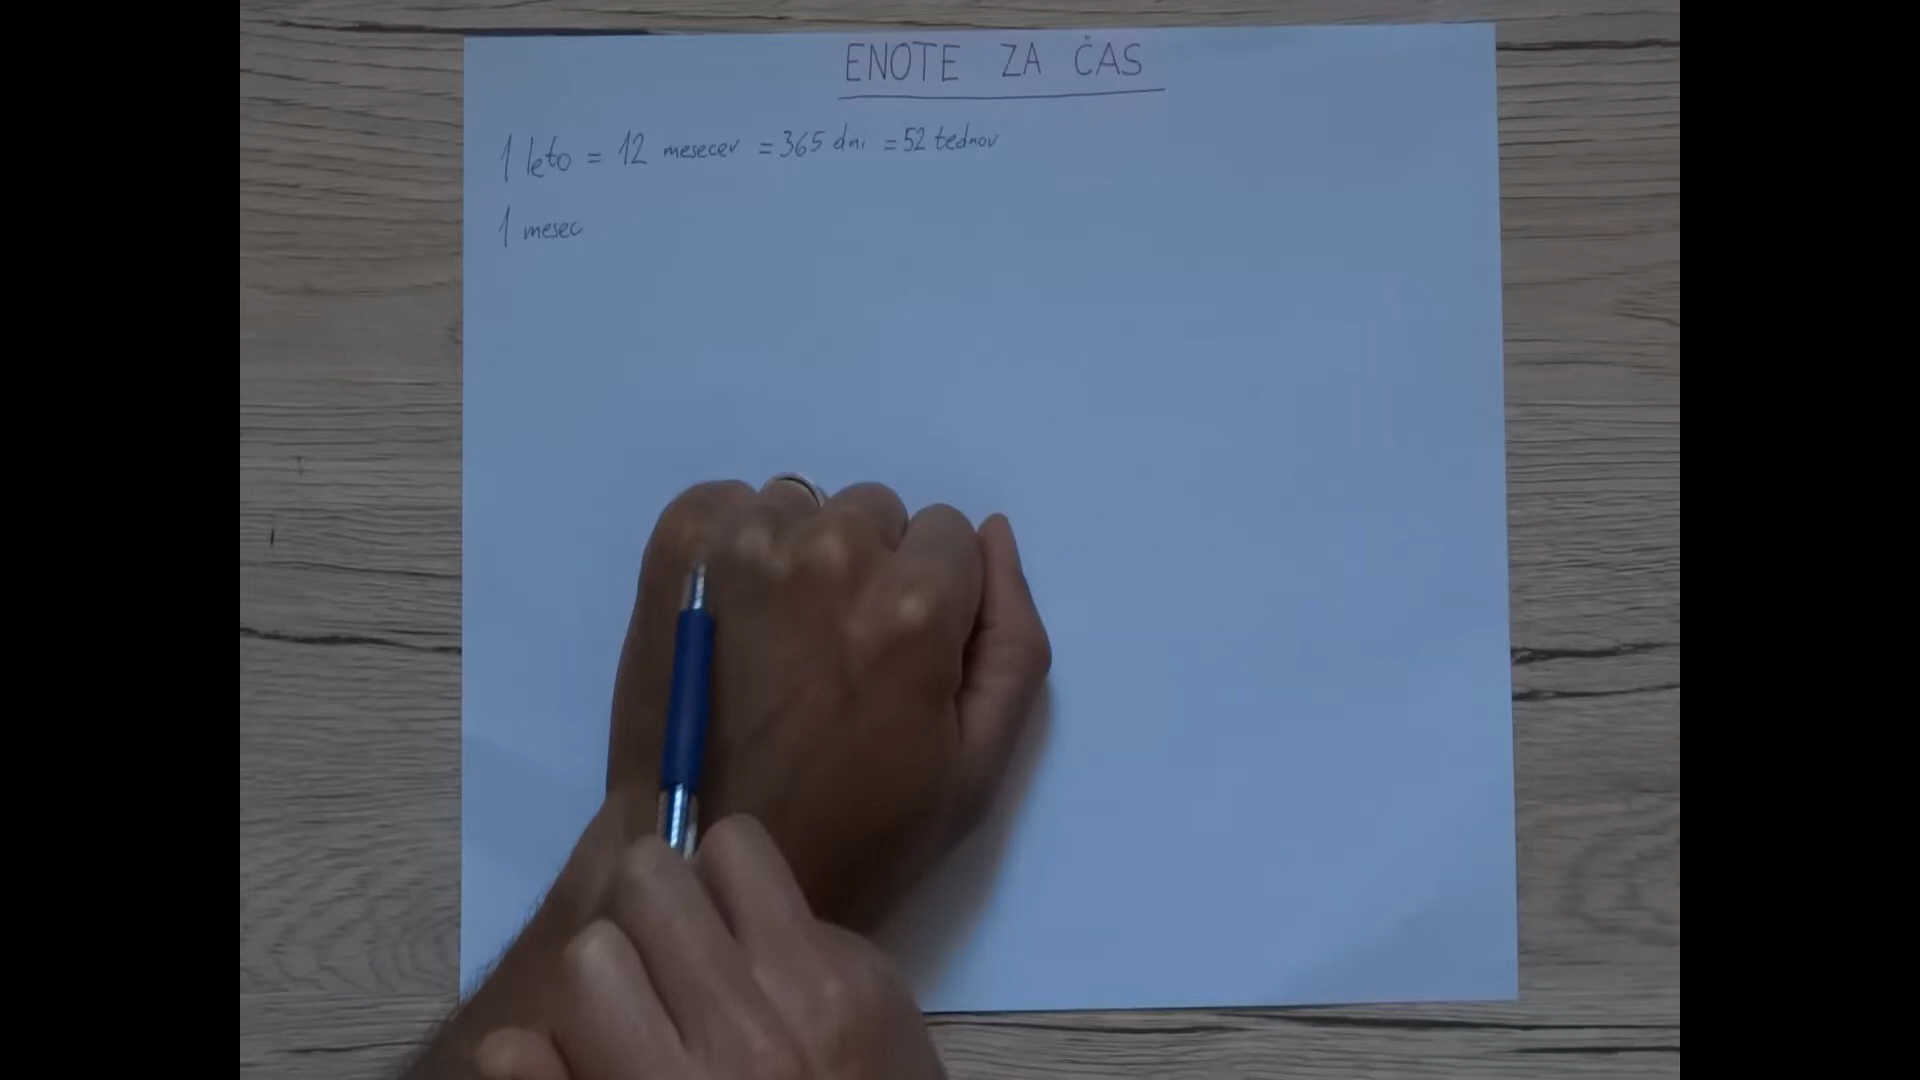 ENOTE ZA ČAS
1 leto = 12 mesecev = 365 dni = 52 tednov
1 mesec